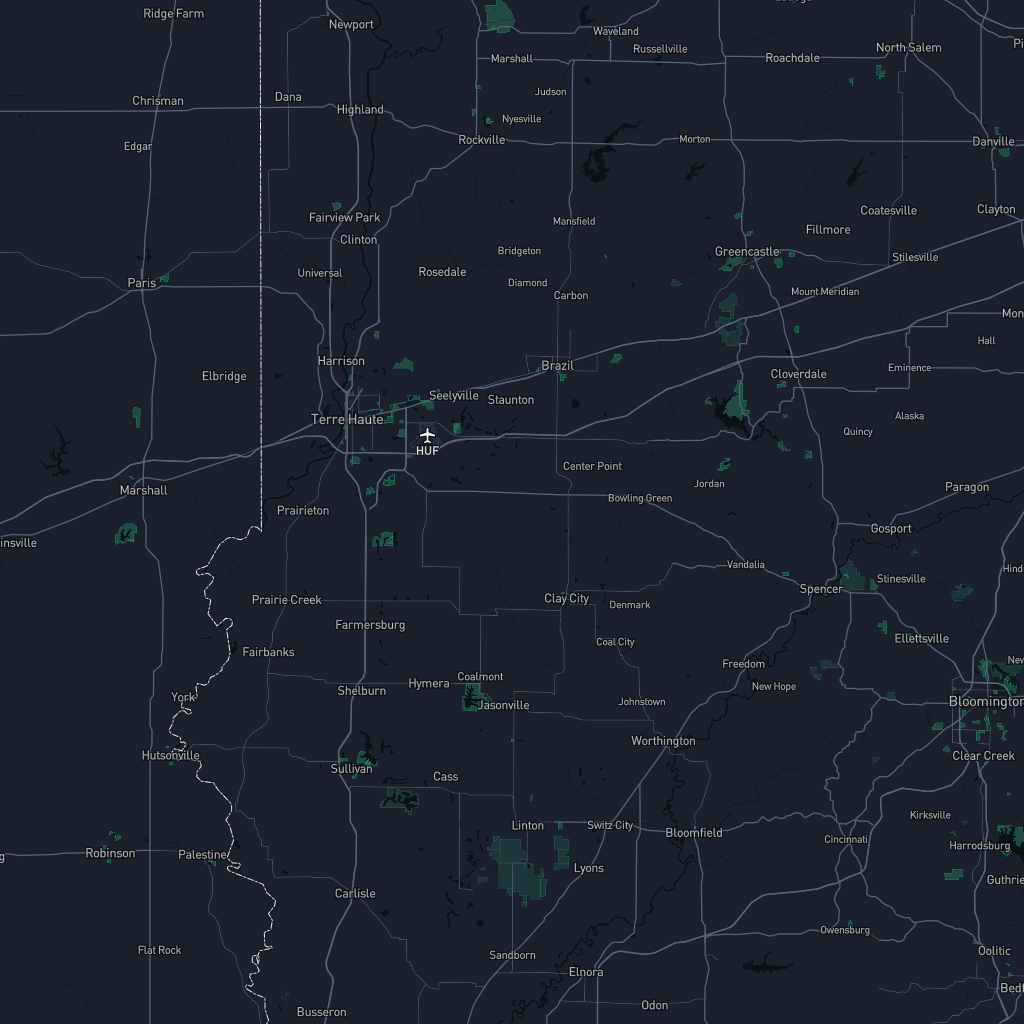 Ridge Farm
Newport
Waveland
Russellville
North Salem
Marshall
Roachdale
Judson
Chrisman
Dana
Highland
Nyesville
Rockville
Morton
Danville
Edgar
Fairview Park
Clinton
Mansfield
Coatesville
Clayton
Fillmore
Bridgeton
Greencastle
Stilesville
Universal
Rosedale
Diamond
Paris
Carbon
Mount Meridian
Mon
Hall
Harrison
Brazil
Eminence
Elbridge
Cloverdale
Seelyville
Staunton
Terre Haute
Alaska
Quincy
HUF
Center Point
Jordan
Marshall
Bowling Green
Paragon
Prairieton
Gosport
insville
Vandalia
Hind
Stinesville
Spencer
Prairie Creek
Clay City
Denmark
Farmersburg
Coal City
Ellettsville
Fairbanks
Freedom
New
Coalmont
Hymera
New Hope
Shelburn
York
Jasonville
Johnstown
Bloomington
Worthington
Hutsonville
Clear Creek
Sullivan
Cass
Kirksville
Linton
Switz City
Bloomfield
Cincinnati
Harrodsburg
Robinson
Palestine
Lyons
Guthrie
Carlisle
Owensburg
Flat Rock
Sandborn
Oolitic
Elnora
Bedf
Odon
Busseron